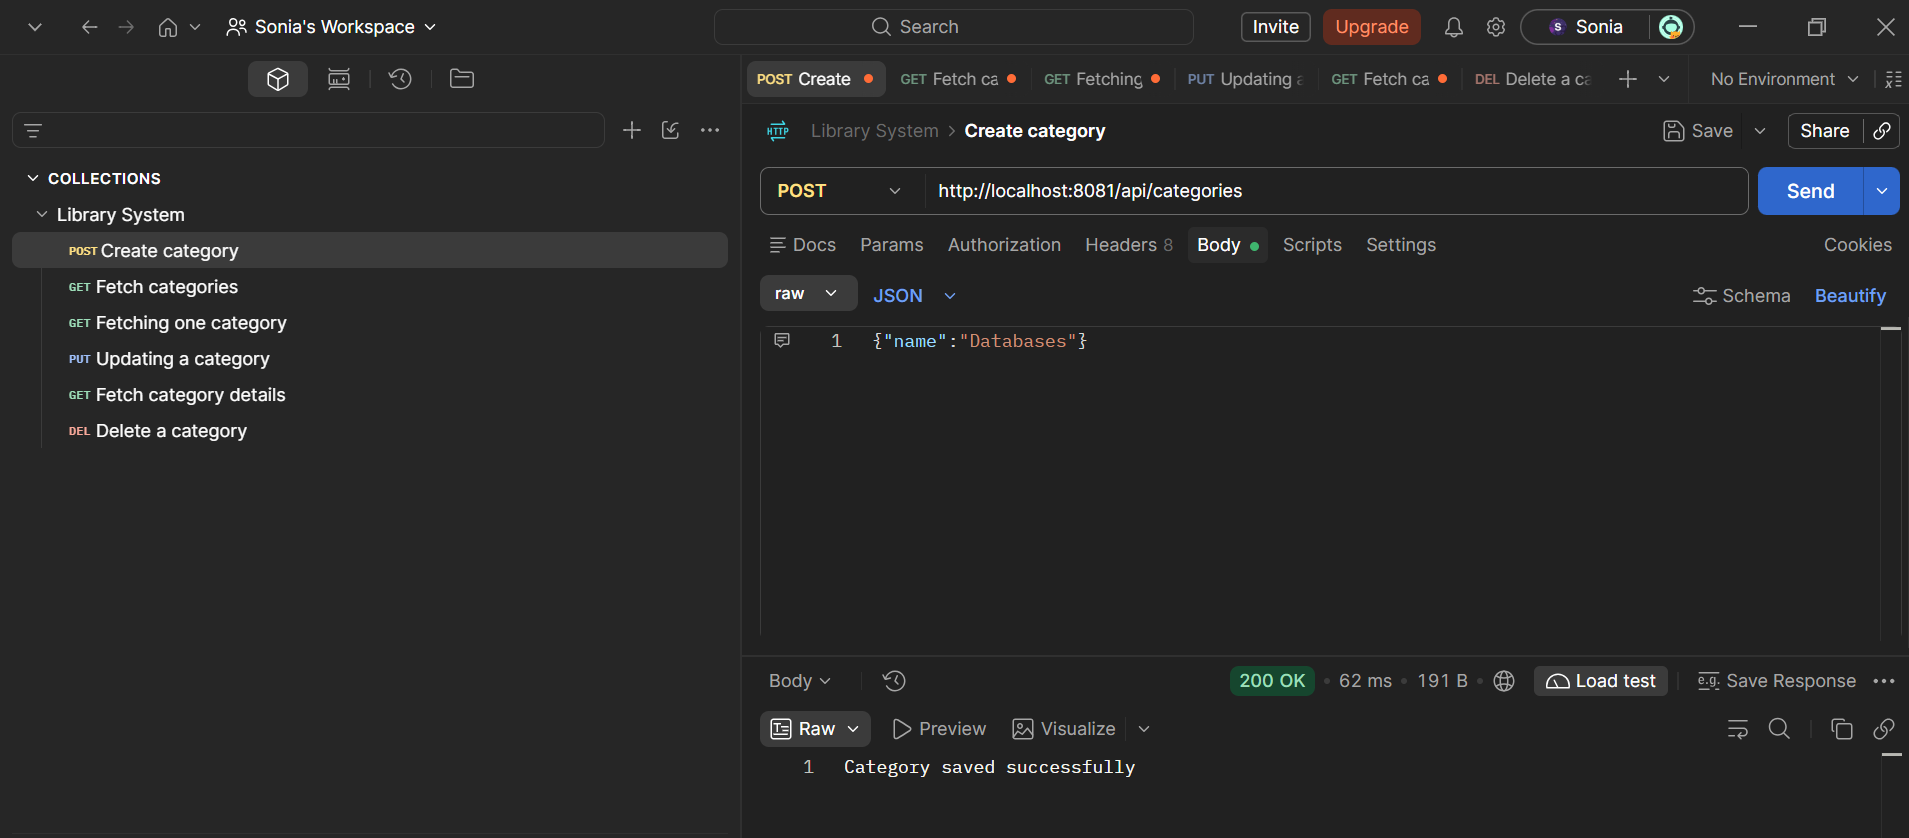 Sonia's Workspace
Search
Invite
Upgrade
S
Sonia
COLLECTIONS
Library System
POST Create category
GET Fetch categories
GET Fetching one category
PUT Updating a category
GET Fetch category details
DEL Delete a category
POST Create
GET Fetch ca
GET Fetching
PUT Updating a
GET Fetch ca
DEL Delete a ca
No Environment
HTTP
Library System > Create category
Save
Share
POST
http://localhost:8081/api/categories
Send
Docs
Params
Authorization
Headers 8
Body
Scripts
Settings
Cookies
raw
JSON
Schema
Beautify
1 {"name":"Databases"}
Body
200 OK • 62 ms • 191 B
Load test
e.g. Save Response
Raw
Preview
Visualize
1 Category saved successfully